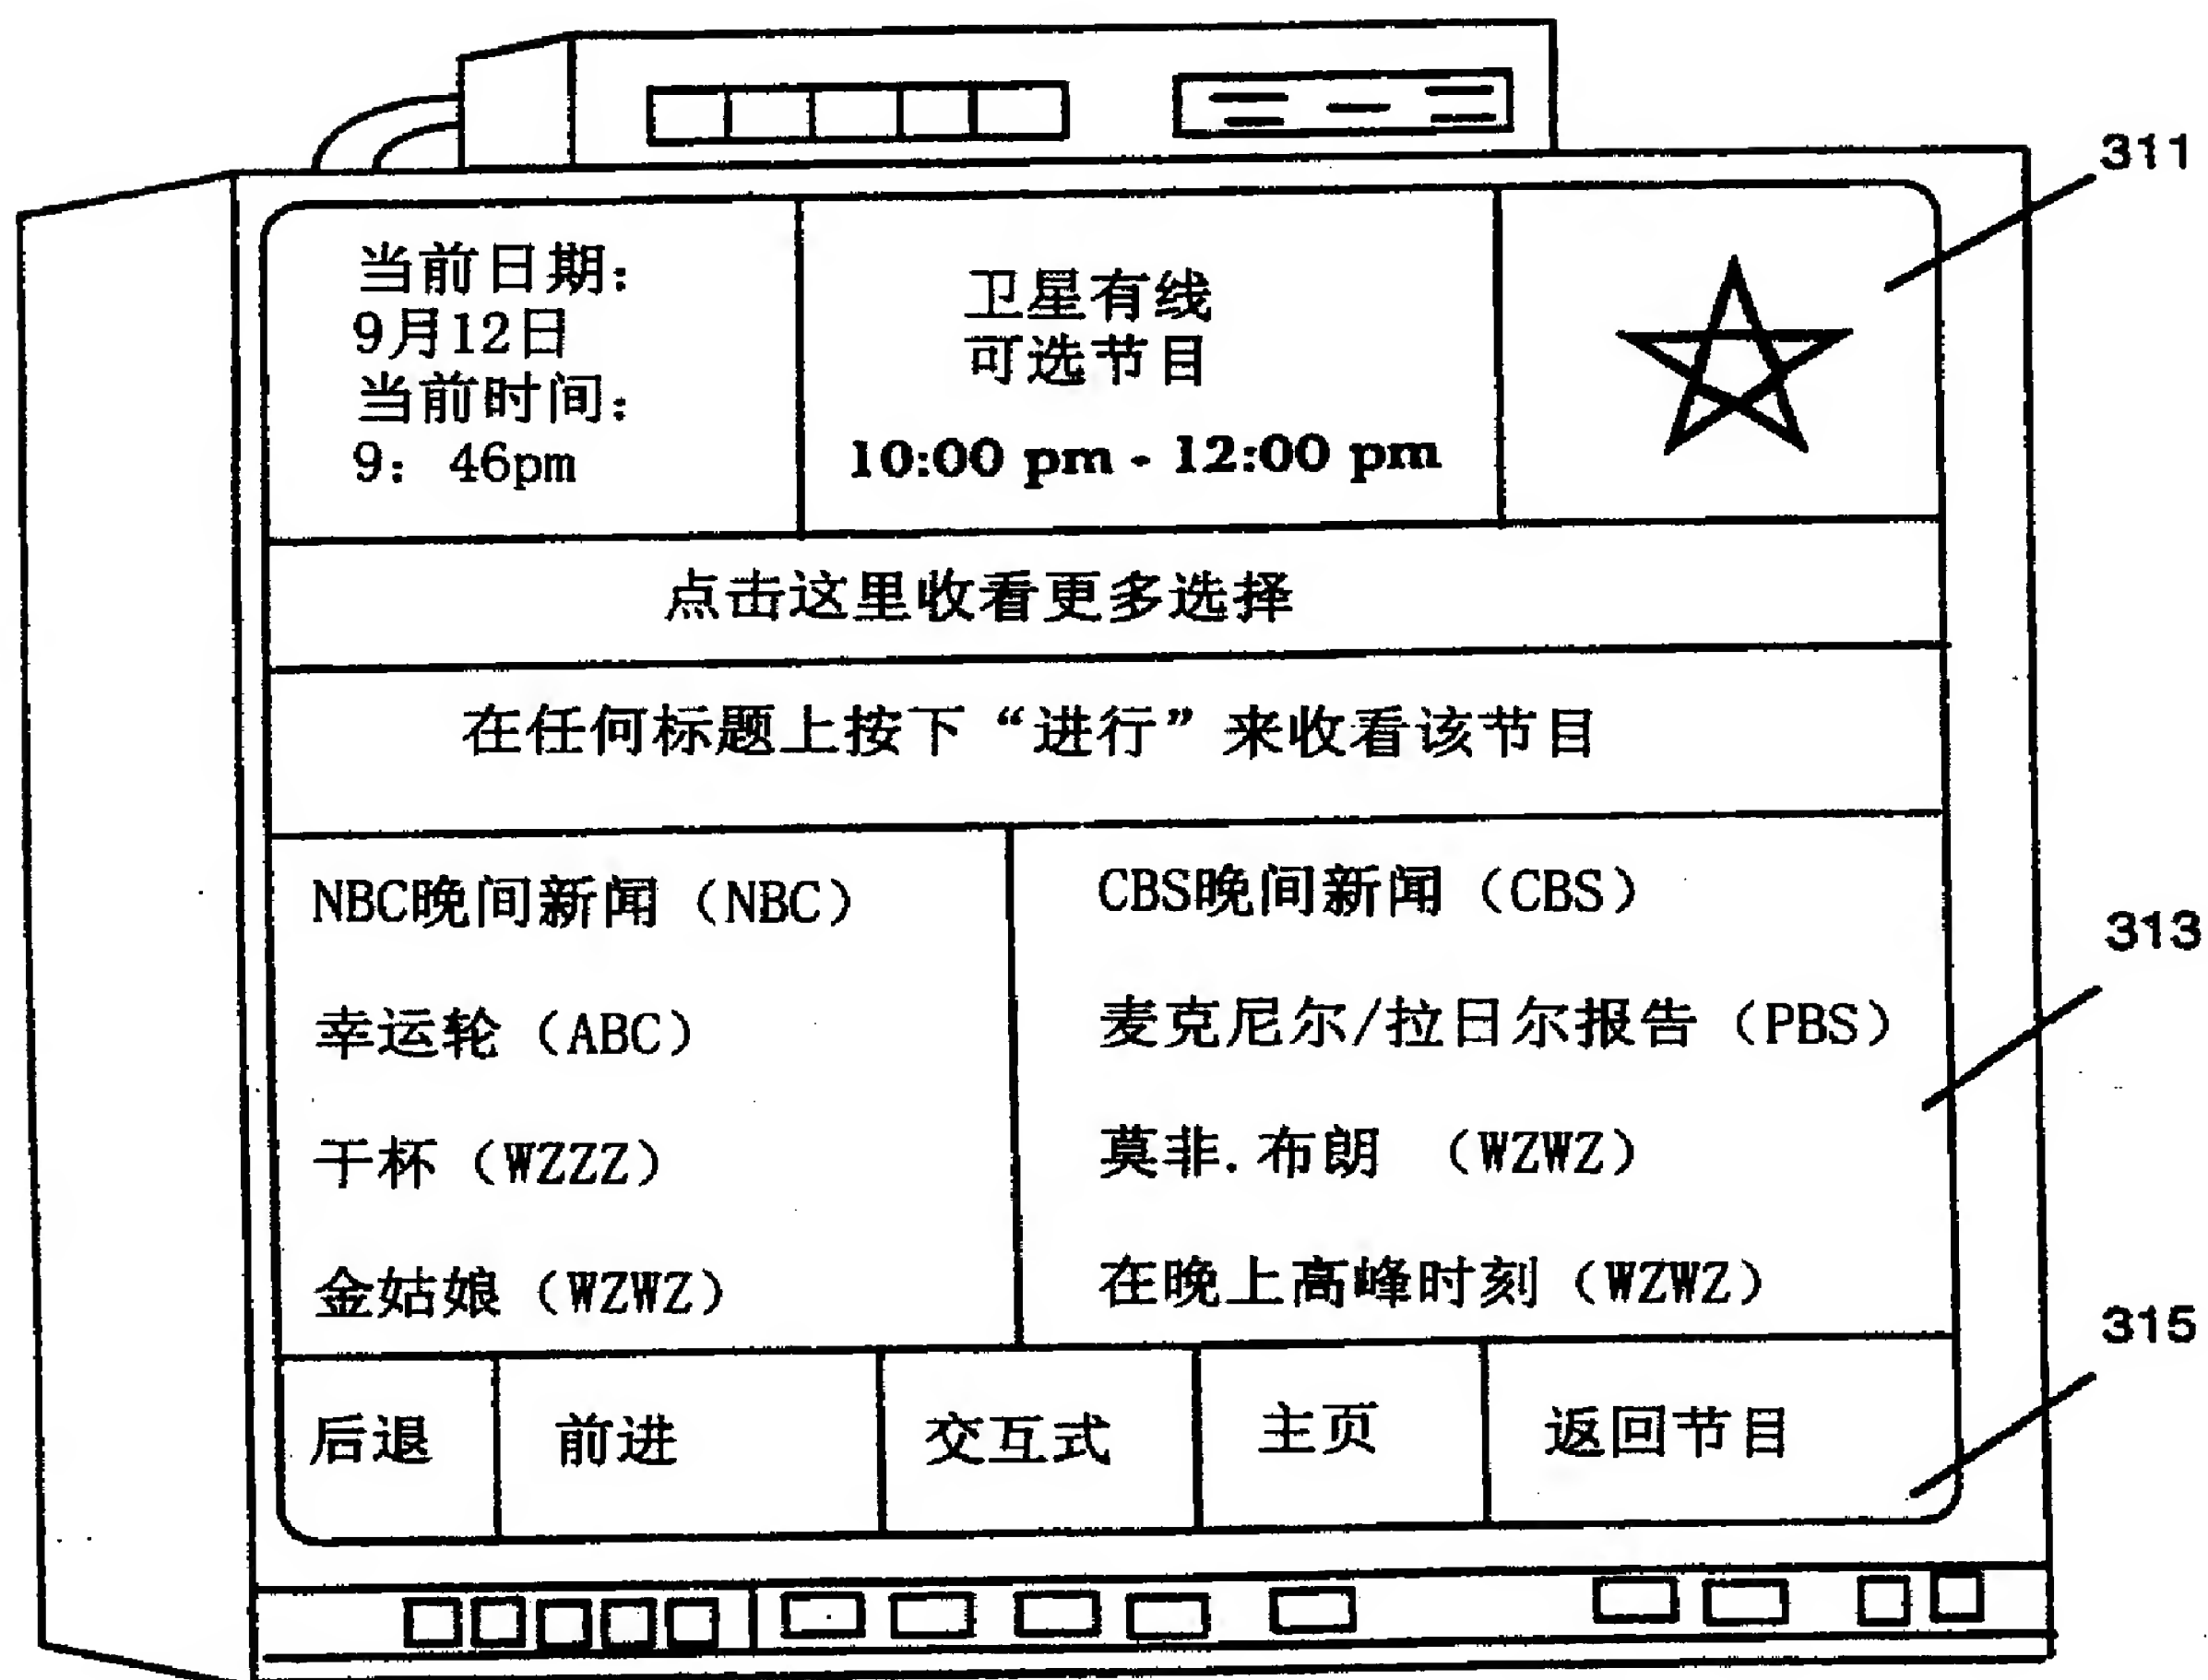 311
当前日期：
9月12日
当前时间：
9：46pm
卫星有线
可选节目
10:00 pm - 12:00 pm
点击这里收看更多选择
在任何标题上按下“进行”来收看该节目
NBC晚间新闻（NBC）
CBS晚间新闻（CBS）
313
幸运轮（ABC）
麦克尼尔/拉日尔报告（PBS）
干杯（WZZZ）
莫非.布朗 （WZWZ）
金姑娘（WZWZ）
在晚上高峰时刻（WZWZ）
315
后退
前进
交互式
主页
返回节目